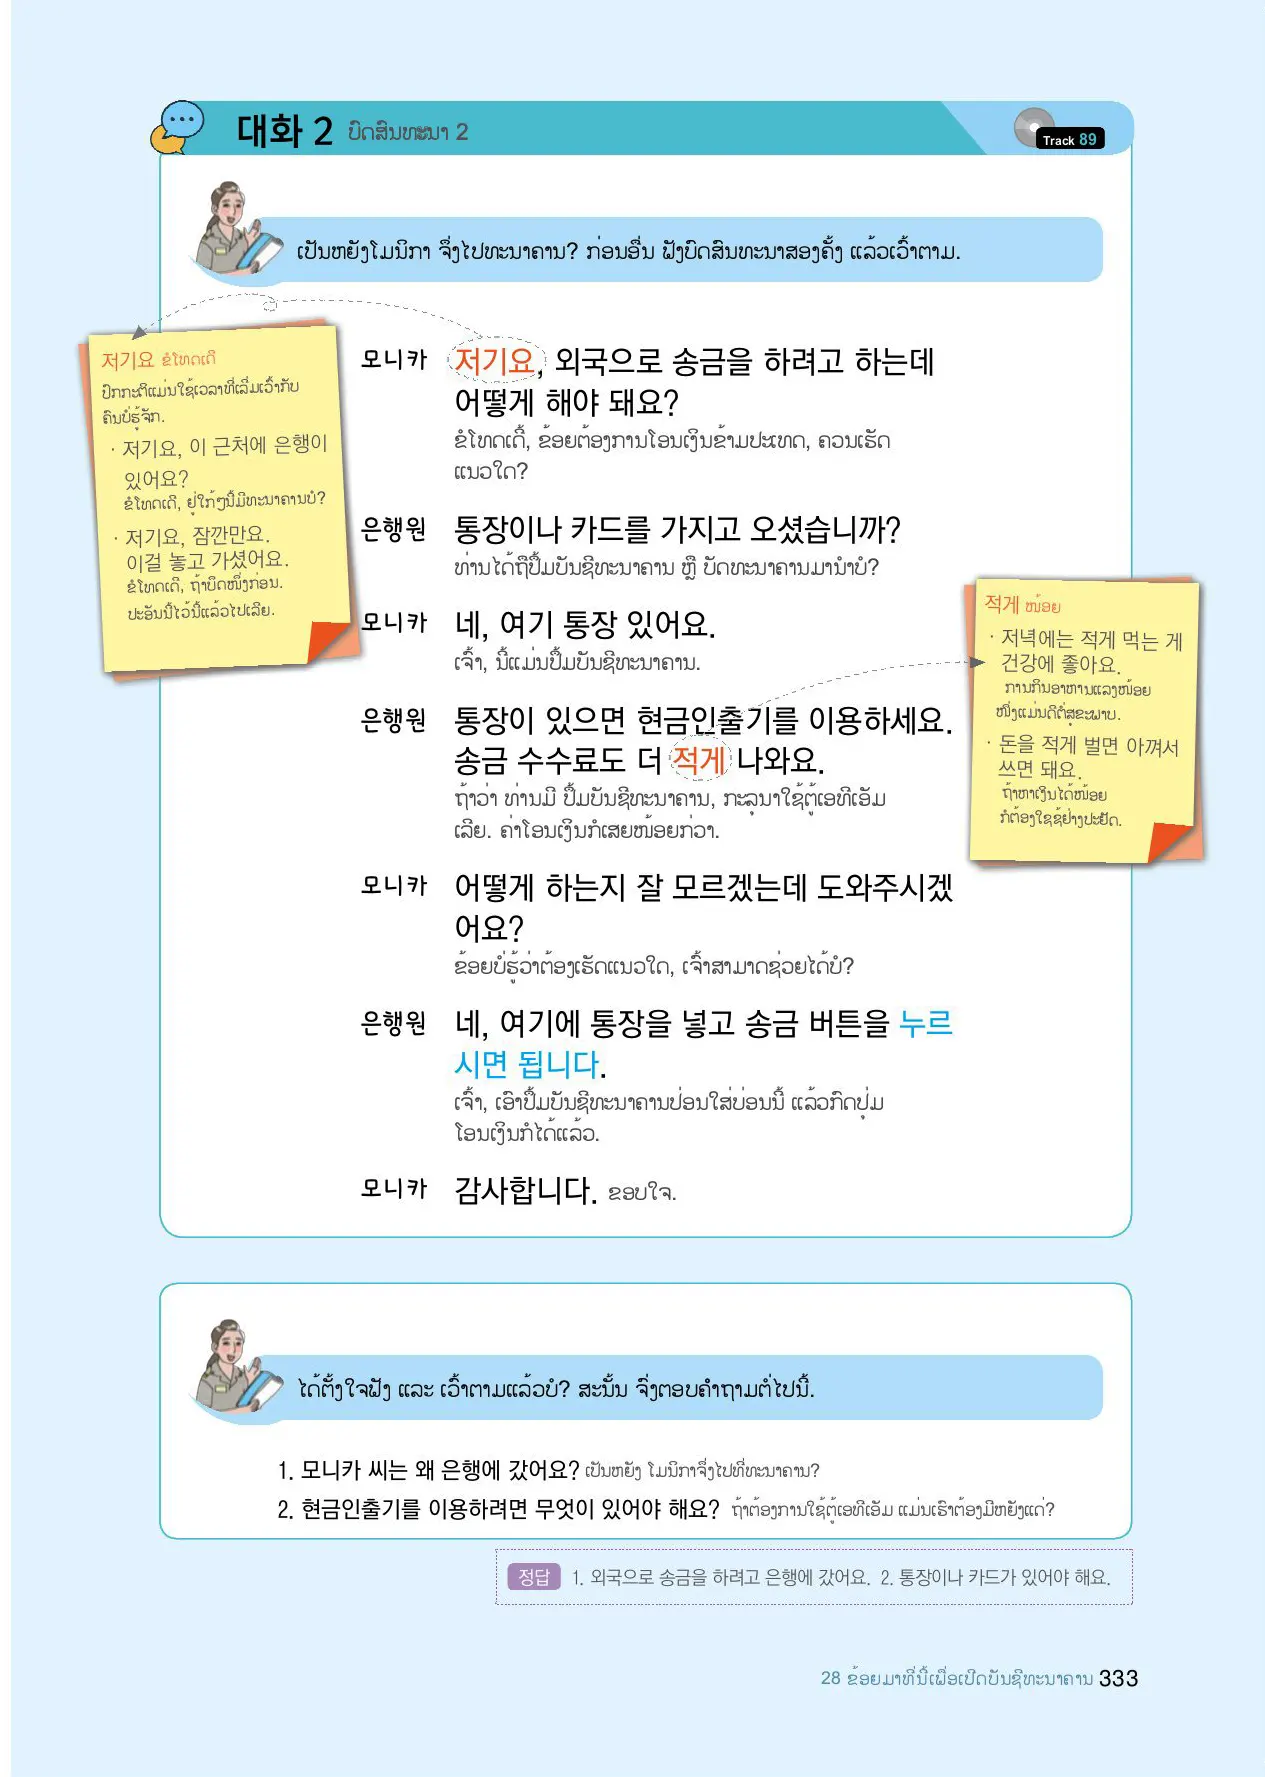 대화 2 ບົດສົນທະນາ 2
Track 89
ເປັນຫຍັງໂມນິກາ ຈຶ່ງໄປທະນາຄານ? ກ່ອນອື່ນ ຟັງບົດສົນທະນາສອງຄັ້ງ ແລ້ວເວົ້າຕາມ.
저기요 ຂໍໂທດເດີ
ປົກກະຕິແມ່ນໃຊ້ເວລາທີ່ເລີ່ມເວົ້າກັບ
ຄົນບໍ່ຮູ້ຈັກ.
· 저기요, 이 근처에 은행이
있어요?
ຂໍໂທດເດີ, ຢູ່ໃກ້ໆນີ້ມີທະນາຄານບໍ?
· 저기요, 잠깐만요.
이걸 놓고 가셨어요.
ຂໍໂທດເດີ, ຖ້າບຶດໜຶ່ງກ່ອນ.
ປະອັນນີ້ໄວ້ນີ້ແລ້ວໄປເລີຍ.
모니카 저기요, 외국으로 송금을 하려고 하는데
어떻게 해야 돼요?
ຂໍໂທດເດີ້, ຂ້ອຍຕ້ອງການໂອນເງິນຂ້າມປະເທດ, ຄວນເຮັດ
ແນວໃດ?
은행원 통장이나 카드를 가지고 오셨습니까?
ທ່ານໄດ້ຖືປຶ້ມບັນຊີທະນາຄານ ຫຼື ບັດທະນາຄານມານຳບໍ?
모니카 네, 여기 통장 있어요.
ເຈົ້າ, ນີ້ແມ່ນປຶ້ມບັນຊີທະນາຄານ.
은행원 통장이 있으면 현금인출기를 이용하세요.
송금 수수료도 더 적게 나와요.
ຖ້າວ່າ ທ່ານມີ ປຶ້ມບັນຊີທະນາຄານ, ກະລຸນາໃຊ້ຕູ້ເອທີເອັມ
ເລີຍ. ຄ່າໂອນເງິນກໍເສຍໜ້ອຍກ່ວາ.
적게 ໜ້ອຍ
· 저녁에는 적게 먹는 게
건강에 좋아요.
ການກິນອາຫານແລງໜ້ອຍ
ໜຶ່ງແມ່ນດີຕໍ່ສຸຂະພາບ.
· 돈을 적게 벌면 아껴서
쓰면 돼요.
ຖ້າຫາເງິນໄດ້ໜ້ອຍ
ກໍຕ້ອງໃຊຊ້ຢ່າງປະຢັດ.
모니카 어떻게 하는지 잘 모르겠는데 도와주시겠
어요?
ຂ້ອຍບໍ່ຮູ້ວ່າຕ້ອງເຮັດແນວໃດ, ເຈົ້າສາມາດຊ່ວຍໄດ້ບໍ?
은행원 네, 여기에 통장을 넣고 송금 버튼을 누르
시면 됩니다.
ເຈົ້າ, ເອົາປຶ້ມບັນຊີທະນາຄານປ່ອນໃສ່ບ່ອນນີ້ ແລ້ວກົດປຸ່ມ
ໂອນເງິນກໍໄດ້ແລ້ວ.
모니카 감사합니다. ຂອບໃຈ.
ໄດ້ຕັ້ງໃຈຟັງ ແລະ ເວົ້າຕາມແລ້ວບໍ? ສະນັ້ນ ຈົ່ງຕອບຄຳຖາມຕໍ່ໄປນີ້.
1. 모니카 씨는 왜 은행에 갔어요? ເປັນຫຍັງ ໂມນິກາຈຶ່ງໄປທີ່ທະນາຄານ?
2. 현금인출기를 이용하려면 무엇이 있어야 해요? ຖ້າຕ້ອງການໃຊ້ຕູ້ເອທີເອັມ ແມ່ນເຮົາຕ້ອງມີຫຍັງແດ່?
정답 1. 외국으로 송금을 하려고 은행에 갔어요. 2. 통장이나 카드가 있어야 해요.
28 ຂ້ອຍມາທີ່ນີ້ເພື່ອເປີດບັນຊີທະນາຄານ 333